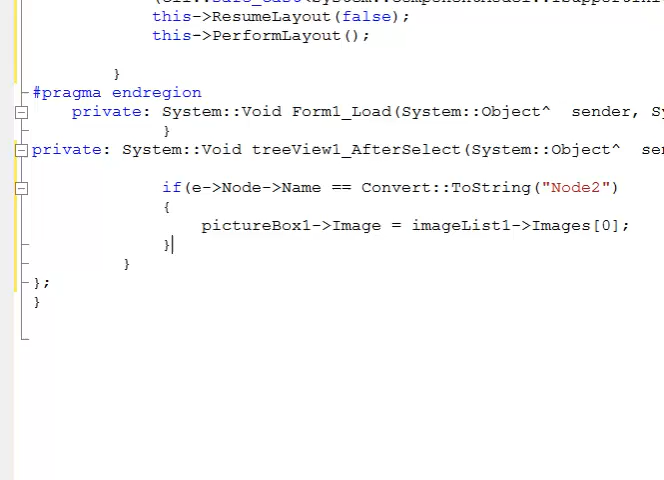 this->ResumeLayout(false);
this->PerformLayout();
}
#pragma endregion
private: System::Void Form1_Load(System::Object^ sender, Sy
}
private: System::Void treeView1_AfterSelect(System::Object^ sen
if(e->Node->Name == Convert::ToString("Node2")
{
pictureBox1->Image = imageList1->Images[0];
}
}
};
}